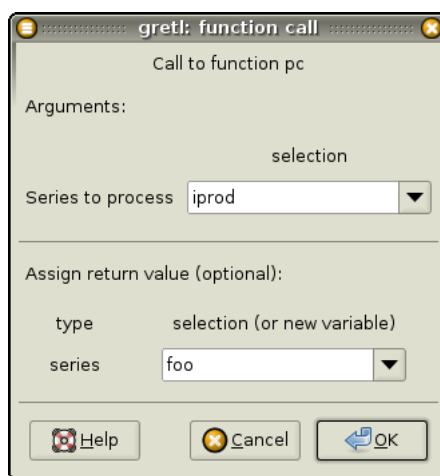 gretl: function call
Call to function pc
Arguments:
selection
Series to process iprod
Assign return value (optional):
type selection (or new variable)
series foo
Help Cancel OK